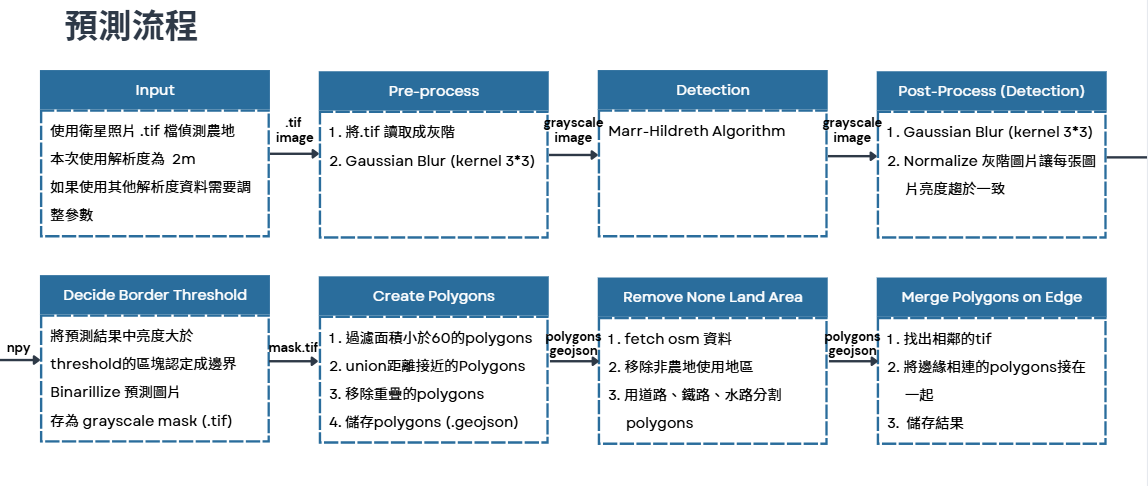 預測流程
Input
使用衛星照片 .tif 檔偵測農地
本次使用解析度為 2m
如果使用其他解析度資料需要調
整參數
.tif
image
Pre-process
1. 將.tif 讀取成灰階
2. Gaussian Blur (kernel 3*3)
grayscale
image
Detection
Marr-Hildreth Algorithm
grayscale
image
Post-Process (Detection)
1. Gaussian Blur (kernel 3*3)
2. Normalize 灰階圖片讓每張圖
片亮度趨於一致
npy
Decide Border Threshold
將預測結果中亮度大於
threshold的區塊認定成邊界
Binarillize 預測圖片
存為 grayscale mask (.tif)
mask.tif
Create Polygons
1. 過濾面積小於60的polygons
2. union距離接近的Polygons
3. 移除重疊的polygons
4. 儲存polygons (.geojson)
polygons
geojson
Remove None Land Area
1. fetch osm 資料
2. 移除非農地使用地區
3. 用道路、鐵路、水路分割
polygons
polygons
geojson
Merge Polygons on Edge
1. 找出相鄰的tif
2. 將邊緣相連的polygons接在
一起
3. 儲存結果